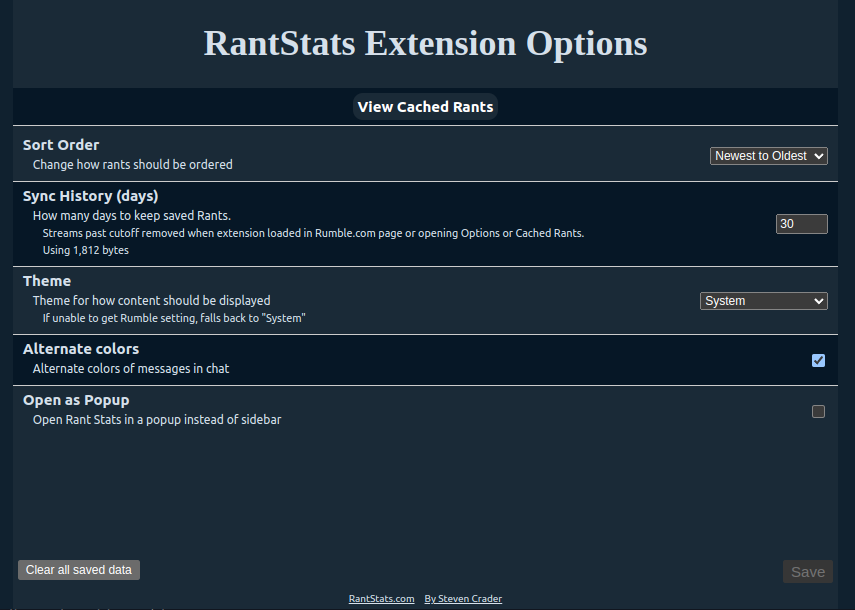 RantStats Extension Options
View Cached Rants
Sort Order
Change how rants should be ordered
Newest to Oldest
Sync History (days)
How many days to keep saved Rants.
Streams past cutoff removed when extension loaded in Rumble.com page or opening Options or Cached Rants.
Using 1,812 bytes
30
Theme
Theme for how content should be displayed
If unable to get Rumble setting, falls back to "System"
System
Alternate colors
Alternate colors of messages in chat
Open as Popup
Open Rant Stats in a popup instead of sidebar
Clear all saved data
Save
RantStats.com By Steven Crader